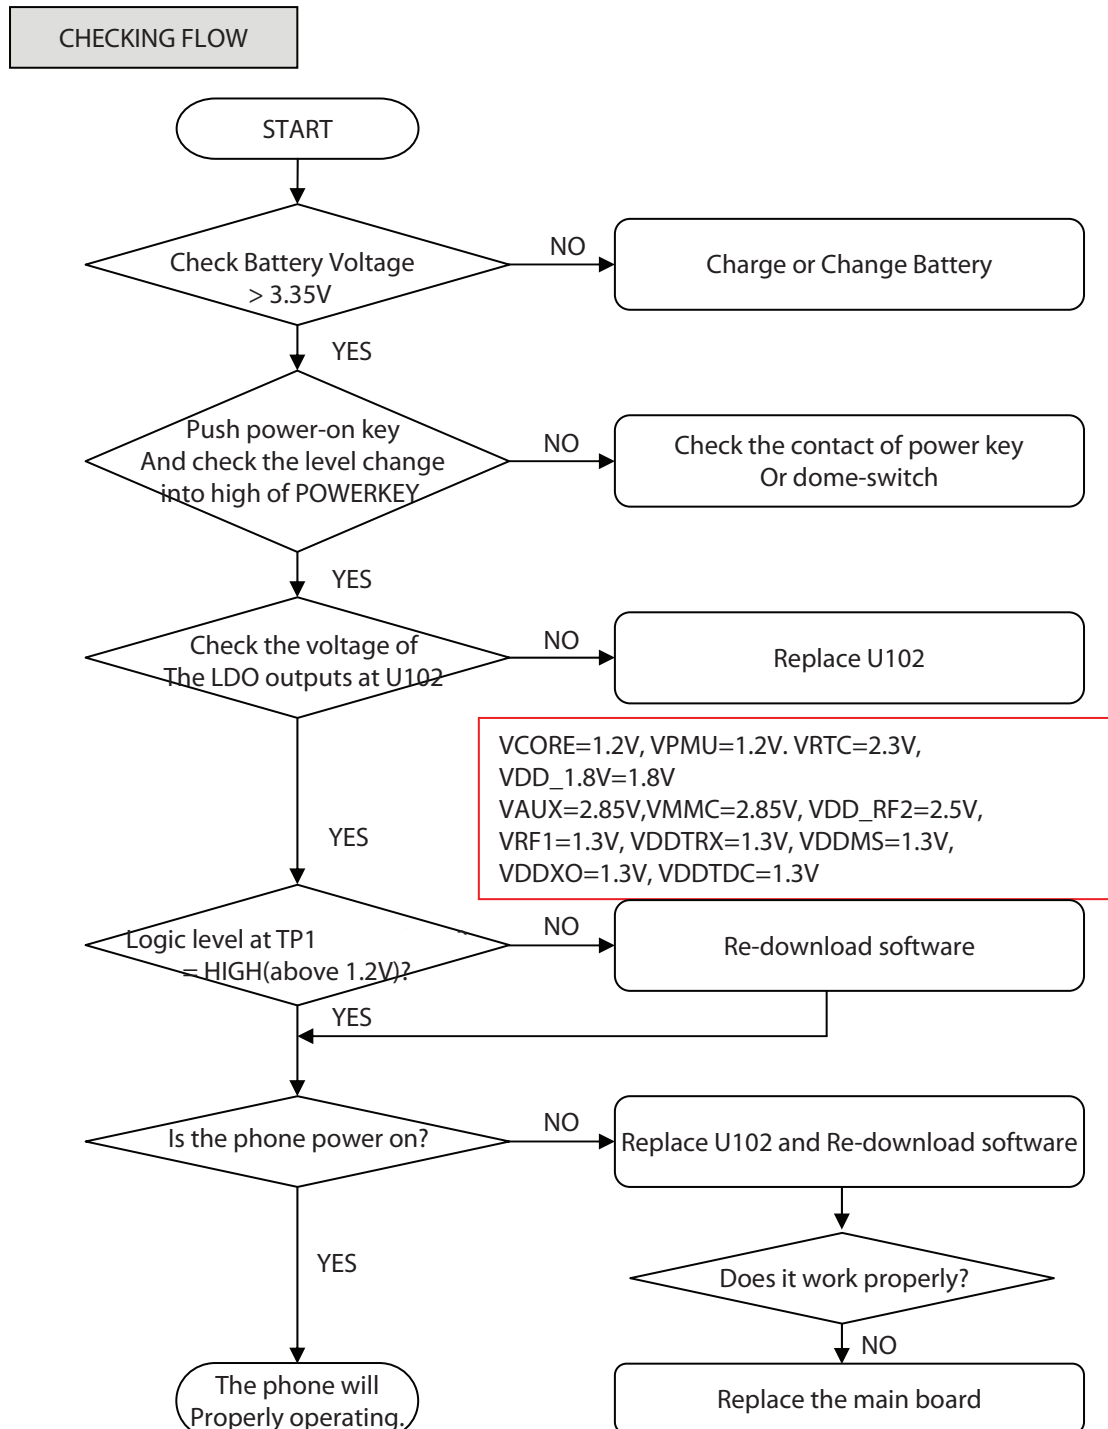 CHECKING FLOW
START
Check Battery Voltage
> 3.35V
NO
Charge or Change Battery
YES
Push power-on key
And check the level change
into high of POWERKEY
NO
Check the contact of power key
Or dome-switch
YES
Check the voltage of
The LDO outputs at U102
NO
Replace U102
VCORE=1.2V, VPMU=1.2V. VRTC=2.3V,
VDD_1.8V=1.8V
VAUX=2.85V,VMMC=2.85V, VDD_RF2=2.5V,
VRF1=1.3V, VDDTRX=1.3V, VDDMS=1.3V,
VDDXO=1.3V, VDDTDC=1.3V
YES
Logic level at TP1
= HIGH(above 1.2V)?
NO
Re-download software
YES
Is the phone power on?
NO
Replace U102 and Re-download software
YES
Does it work properly?
NO
The phone will
Properly operating.
Replace the main board